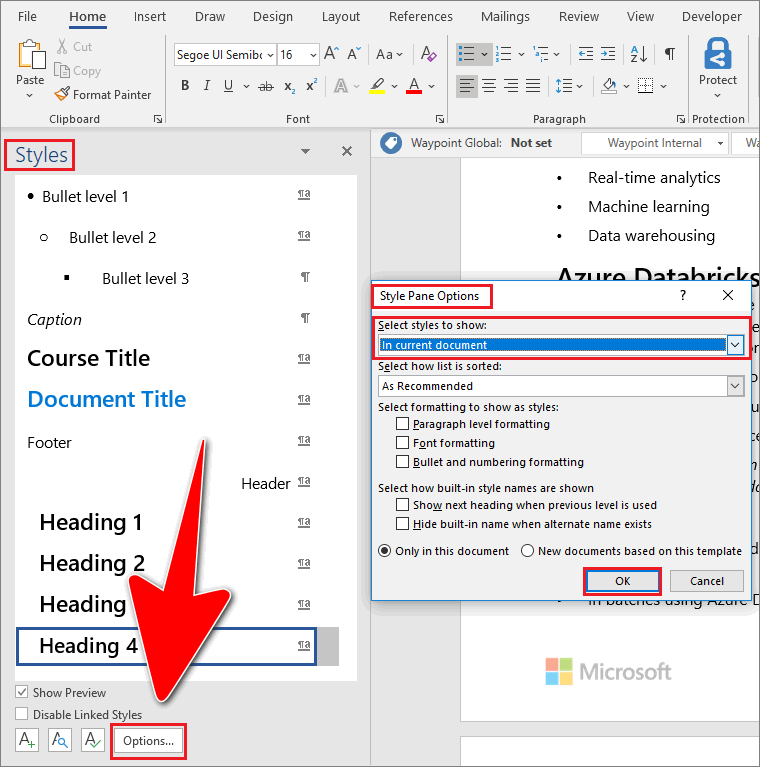 File Home Insert Draw Design Layout References Mailings Review View Developer
Paste
Cut
Copy
Format Painter
Clipboard
Segoe UI Semibo 16 Aa
B I U ab x₂ x² A A
Font
Paragraph
Protect
Protection
Styles
Waypoint Global: Not set Waypoint Internal Wa
• Bullet level 1
○ Bullet level 2
▪ Bullet level 3
Caption
Course Title
Document Title
Footer
Header
Heading 1
Heading 2
Heading
Heading 4
Show Preview
Disable Linked Styles
Options...
• Real-time analytics
• Machine learning
• Data warehousing
Azure Databricks
Style Pane Options ?
Select styles to show:
In current document
Select how list is sorted:
As Recommended
Select formatting to show as styles:
Paragraph level formatting
Font formatting
Bullet and numbering formatting
Select how built-in style names are shown
Show next heading when previous level is used
Hide built-in name when alternate name exists
Only in this document New documents based on this template
OK Cancel
in batches using Azure D
Microsoft